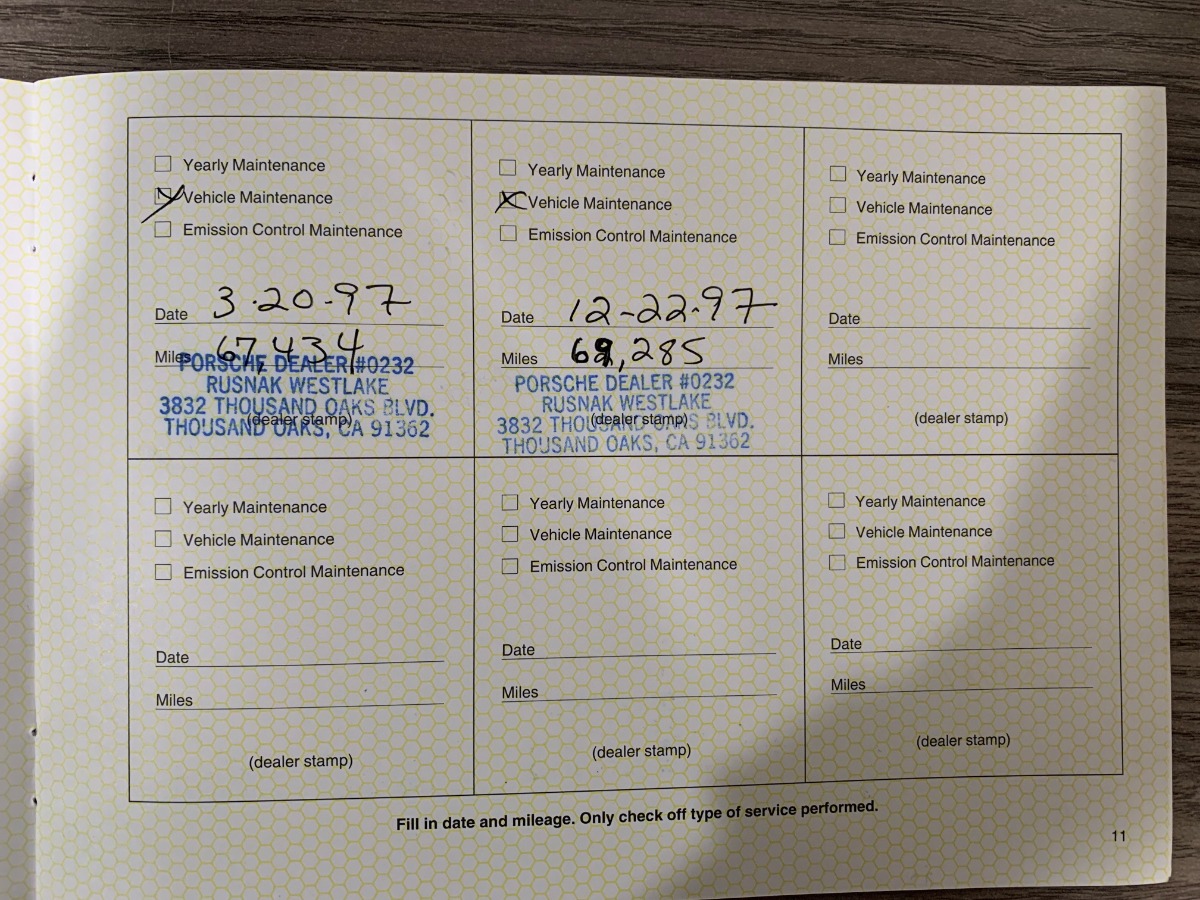 Yearly Maintenance
Vehicle Maintenance
Emission Control Maintenance
Date 3-20-97
Miles 67,434
PORSCHE DEALER #0232
RUSNAK WESTLAKE
3832 THOUSAND OAKS BLVD.
(dealer stamp)
THOUSAND OAKS, CA 91362
Yearly Maintenance
Vehicle Maintenance
Emission Control Maintenance
Date 12-22-97
Miles 69,285
PORSCHE DEALER #0232
RUSNAK WESTLAKE
3832 THOUSAND OAKS BLVD.
(dealer stamp)
THOUSAND OAKS, CA 91362
Yearly Maintenance
Vehicle Maintenance
Emission Control Maintenance
Date
Miles
(dealer stamp)
Yearly Maintenance
Vehicle Maintenance
Emission Control Maintenance
Date
Miles
(dealer stamp)
Yearly Maintenance
Vehicle Maintenance
Emission Control Maintenance
Date
Miles
(dealer stamp)
Yearly Maintenance
Vehicle Maintenance
Emission Control Maintenance
Date
Miles
(dealer stamp)
Fill in date and mileage. Only check off type of service performed.
11